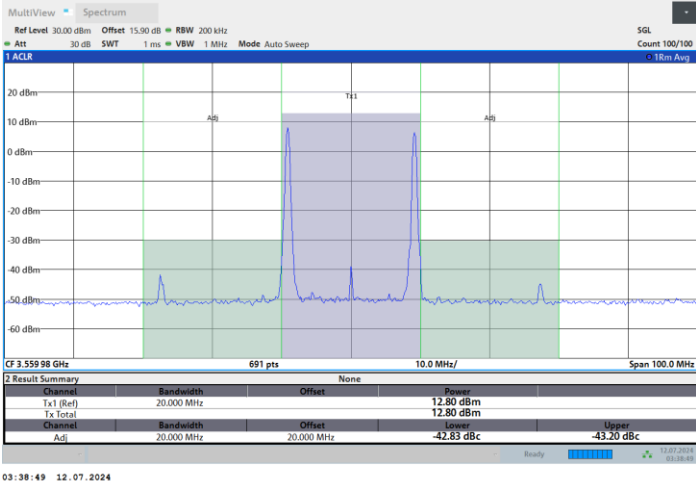 MultiView Spectrum
Ref Level 30.00 dBm Offset 15.90 dB RBW 200 kHz SGL
Att 30 dB SWT 1 ms VBW 1 MHz Mode Auto Sweep Count 100/100
1 ACLR 1Rm Avg
20 dBm
Tx1
10 dBm Adj Adj
0 dBm
-10 dBm
-20 dBm
-30 dBm
-40 dBm
-50 dBm
-60 dBm
CF 3.55998 GHz 691 pts 10.0 MHz/ Span 100.0 MHz
2 Result Summary None
Channel Bandwidth Offset Power
Tx1 (Ref) 20.000 MHz 12.80 dBm
Tx Total 12.80 dBm
Channel Bandwidth Offset Lower Upper
Adj 20.000 MHz 20.000 MHz -42.83 dBc -43.20 dBc
Ready 12.07.2024
03:38:49
03:38:49 12.07.2024